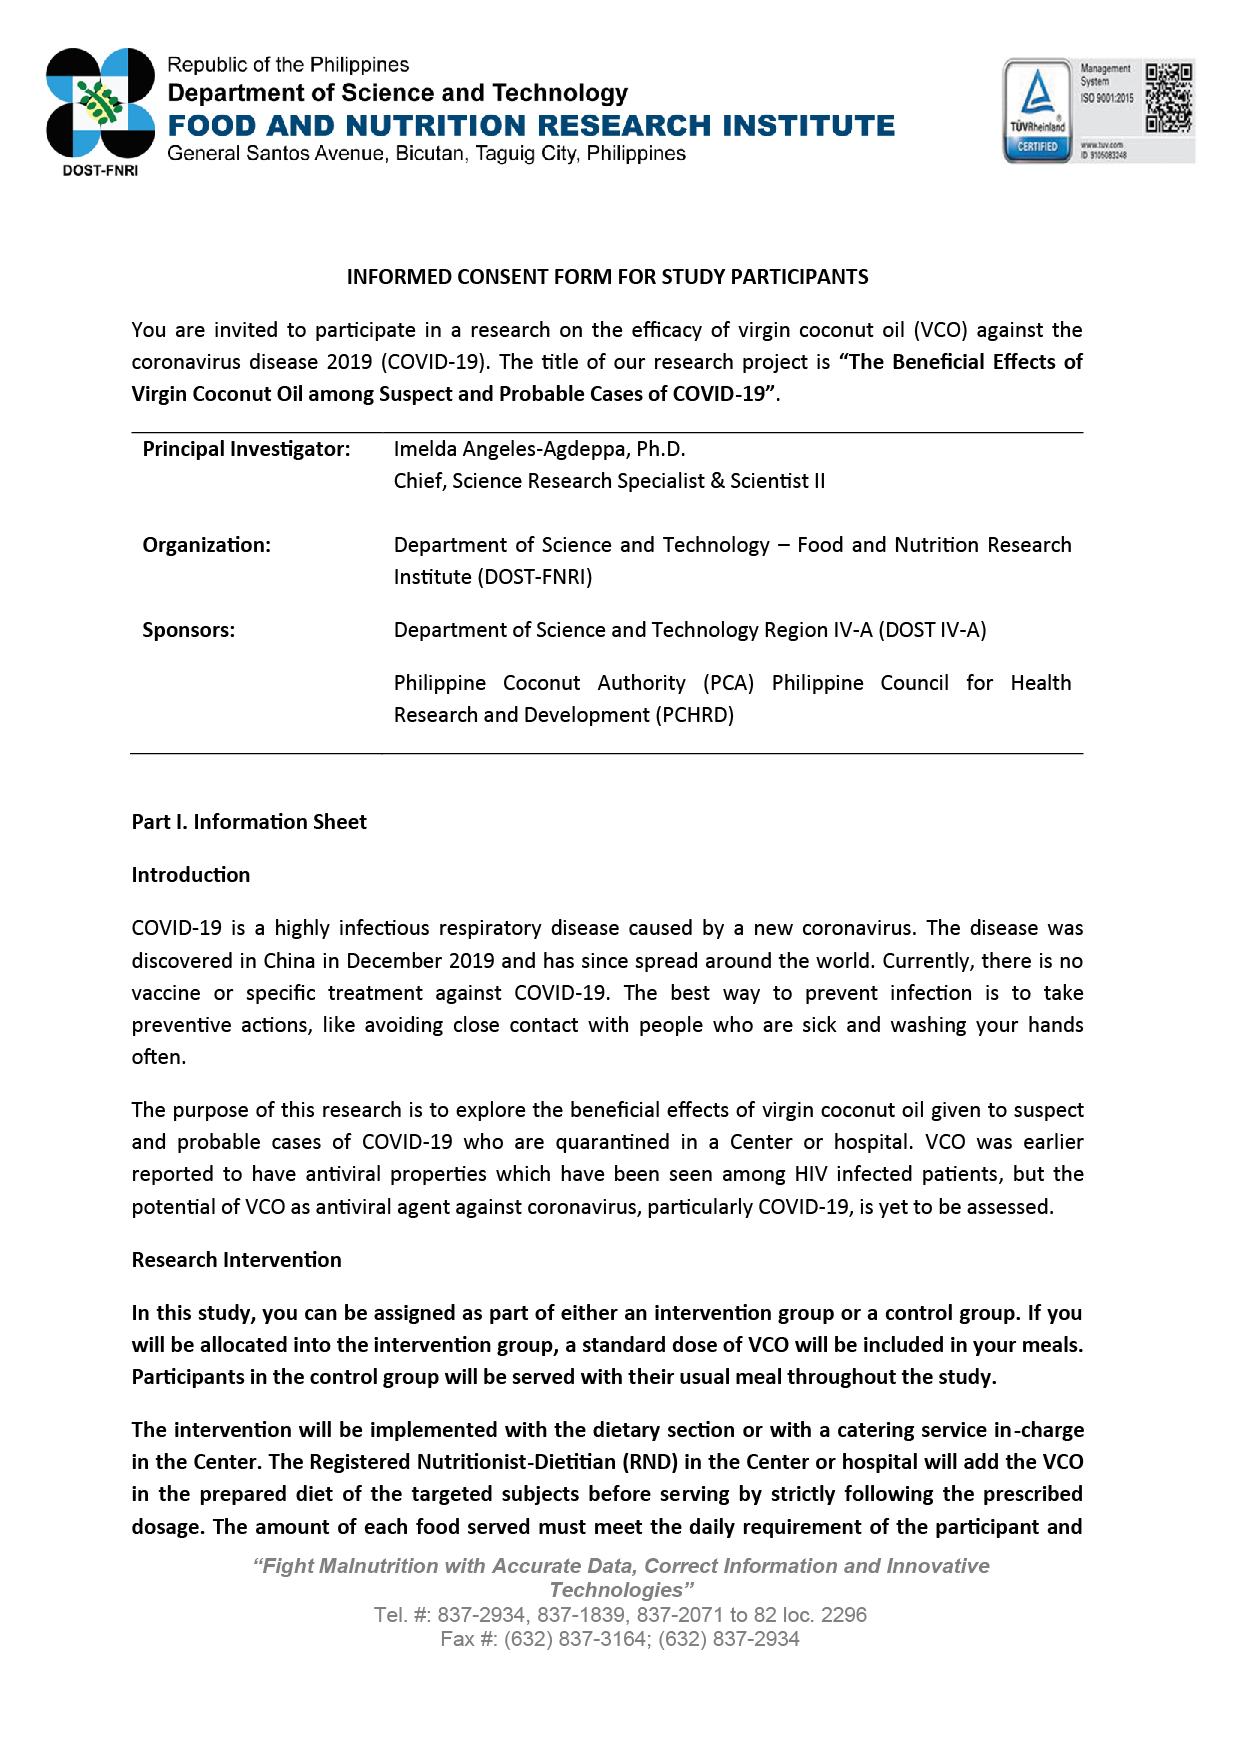 Republic of the Philippines
Department of Science and Technology
FOOD AND NUTRITION RESEARCH INSTITUTE
General Santos Avenue, Bicutan, Taguig City, Philippines
DOST-FNRI
Management
System
ISO 9001:2015
TÜVRheinland
®
CERTIFIED
www.tuv.com
ID 9105083248
INFORMED CONSENT FORM FOR STUDY PARTICIPANTS
You are invited to participate in a research on the efficacy of virgin coconut oil (VCO) against the
coronavirus disease 2019 (COVID-19). The title of our research project is “The Beneficial Effects of
Virgin Coconut Oil among Suspect and Probable Cases of COVID-19”.
Principal Investigator: Imelda Angeles-Agdeppa, Ph.D.
Chief, Science Research Specialist & Scientist II
Organization: Department of Science and Technology – Food and Nutrition Research
Institute (DOST-FNRI)
Sponsors: Department of Science and Technology Region IV-A (DOST IV-A)
Philippine Coconut Authority (PCA) Philippine Council for Health
Research and Development (PCHRD)
Part I. Information Sheet
Introduction
COVID-19 is a highly infectious respiratory disease caused by a new coronavirus. The disease was
discovered in China in December 2019 and has since spread around the world. Currently, there is no
vaccine or specific treatment against COVID-19. The best way to prevent infection is to take
preventive actions, like avoiding close contact with people who are sick and washing your hands
often.
The purpose of this research is to explore the beneficial effects of virgin coconut oil given to suspect
and probable cases of COVID-19 who are quarantined in a Center or hospital. VCO was earlier
reported to have antiviral properties which have been seen among HIV infected patients, but the
potential of VCO as antiviral agent against coronavirus, particularly COVID-19, is yet to be assessed.
Research Intervention
In this study, you can be assigned as part of either an intervention group or a control group. If you
will be allocated into the intervention group, a standard dose of VCO will be included in your meals.
Participants in the control group will be served with their usual meal throughout the study.
The intervention will be implemented with the dietary section or with a catering service in-charge
in the Center. The Registered Nutritionist-Dietitian (RND) in the Center or hospital will add the VCO
in the prepared diet of the targeted subjects before serving by strictly following the prescribed
dosage. The amount of each food served must meet the daily requirement of the participant and
“Fight Malnutrition with Accurate Data, Correct Information and Innovative
Technologies”
Tel. #: 837-2934, 837-1839, 837-2071 to 82 loc. 2296
Fax #: (632) 837-3164; (632) 837-2934